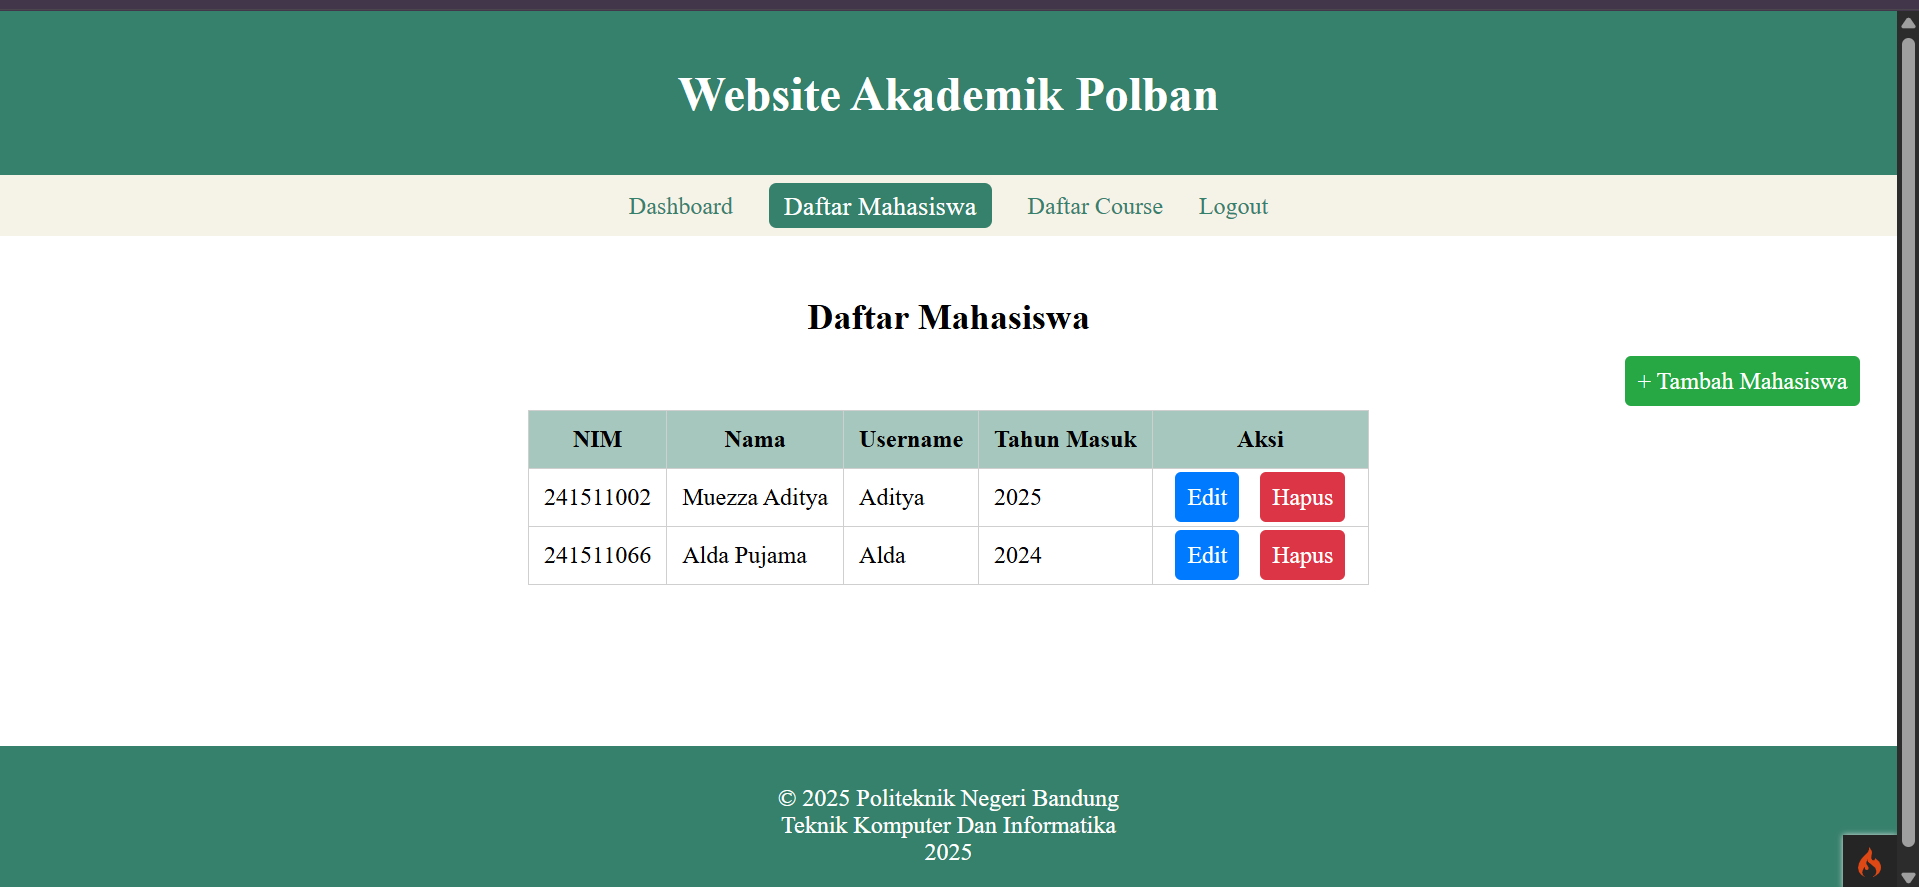 Website Akademik Polban
Dashboard Daftar Mahasiswa Daftar Course Logout
Daftar Mahasiswa
+ Tambah Mahasiswa
NIM Nama Username Tahun Masuk Aksi
241511002 Muezza Aditya Aditya 2025 Edit Hapus
241511066 Alda Pujama Alda 2024 Edit Hapus
© 2025 Politeknik Negeri Bandung
Teknik Komputer Dan Informatika
2025